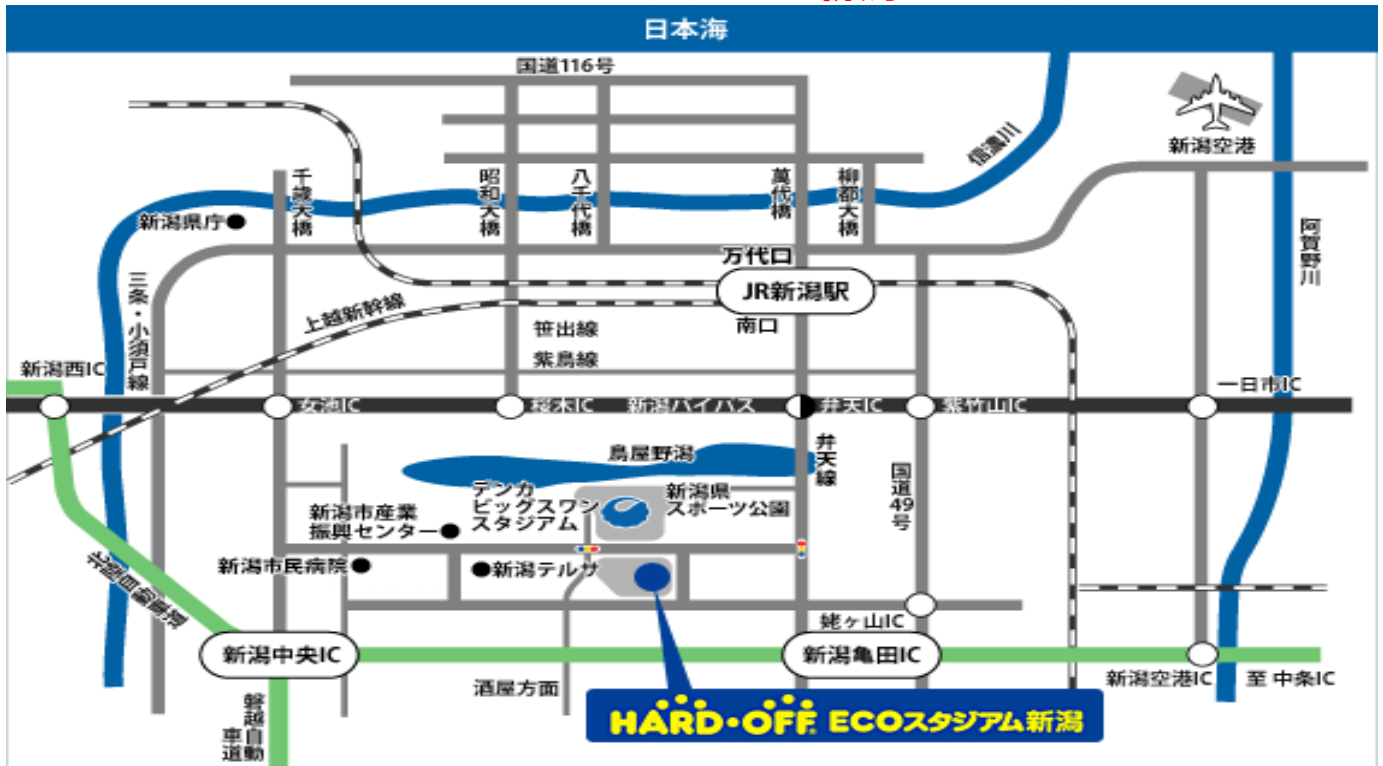 日本海
国道116号
信濃川
新潟空港
千歳大橋
昭和大橋
八千代橋
萬代橋
柳都大橋
新潟県庁
阿賀野川
万代口
JR新潟駅
南口
三条・小須戸線
上越新幹線
笹出線
紫鳥線
新潟西IC
女池IC
桜木IC
新潟バイパス
弁天IC
紫竹山IC
一日市IC
鳥屋野潟
弁天線
国道49号
デンカ
ビッグスワン
スタジアム
新潟県
スポーツ公園
新潟市産業
振興センター
新潟市民病院
新潟テルサ
北陸自動車道
姥ヶ山IC
新潟中央IC
新潟亀田IC
新潟空港IC
至 中条IC
酒屋方面
磐越自動
車道
HARD・OFF ECOスタジアム新潟